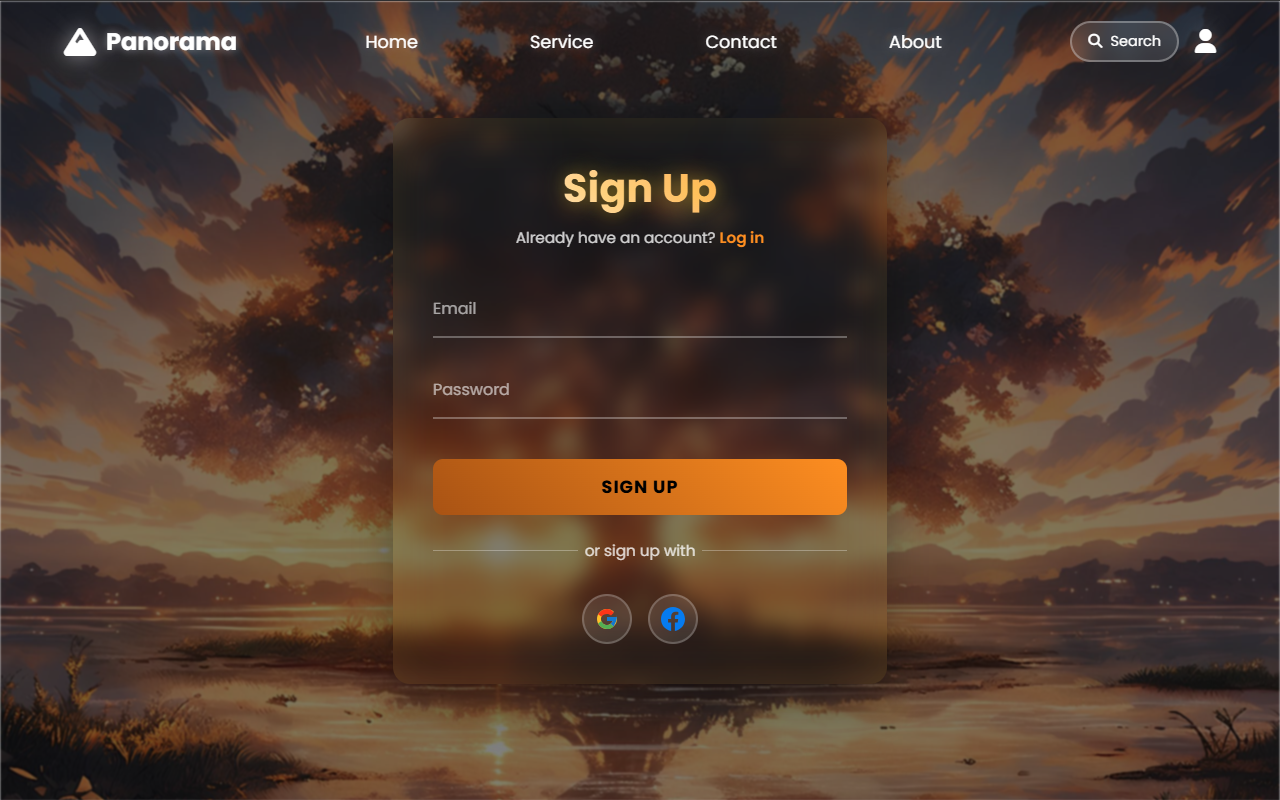 Panorama
Home
Service
Contact
About
Search
Sign Up
Already have an account? Log in
Email
Password
SIGN UP
or sign up with